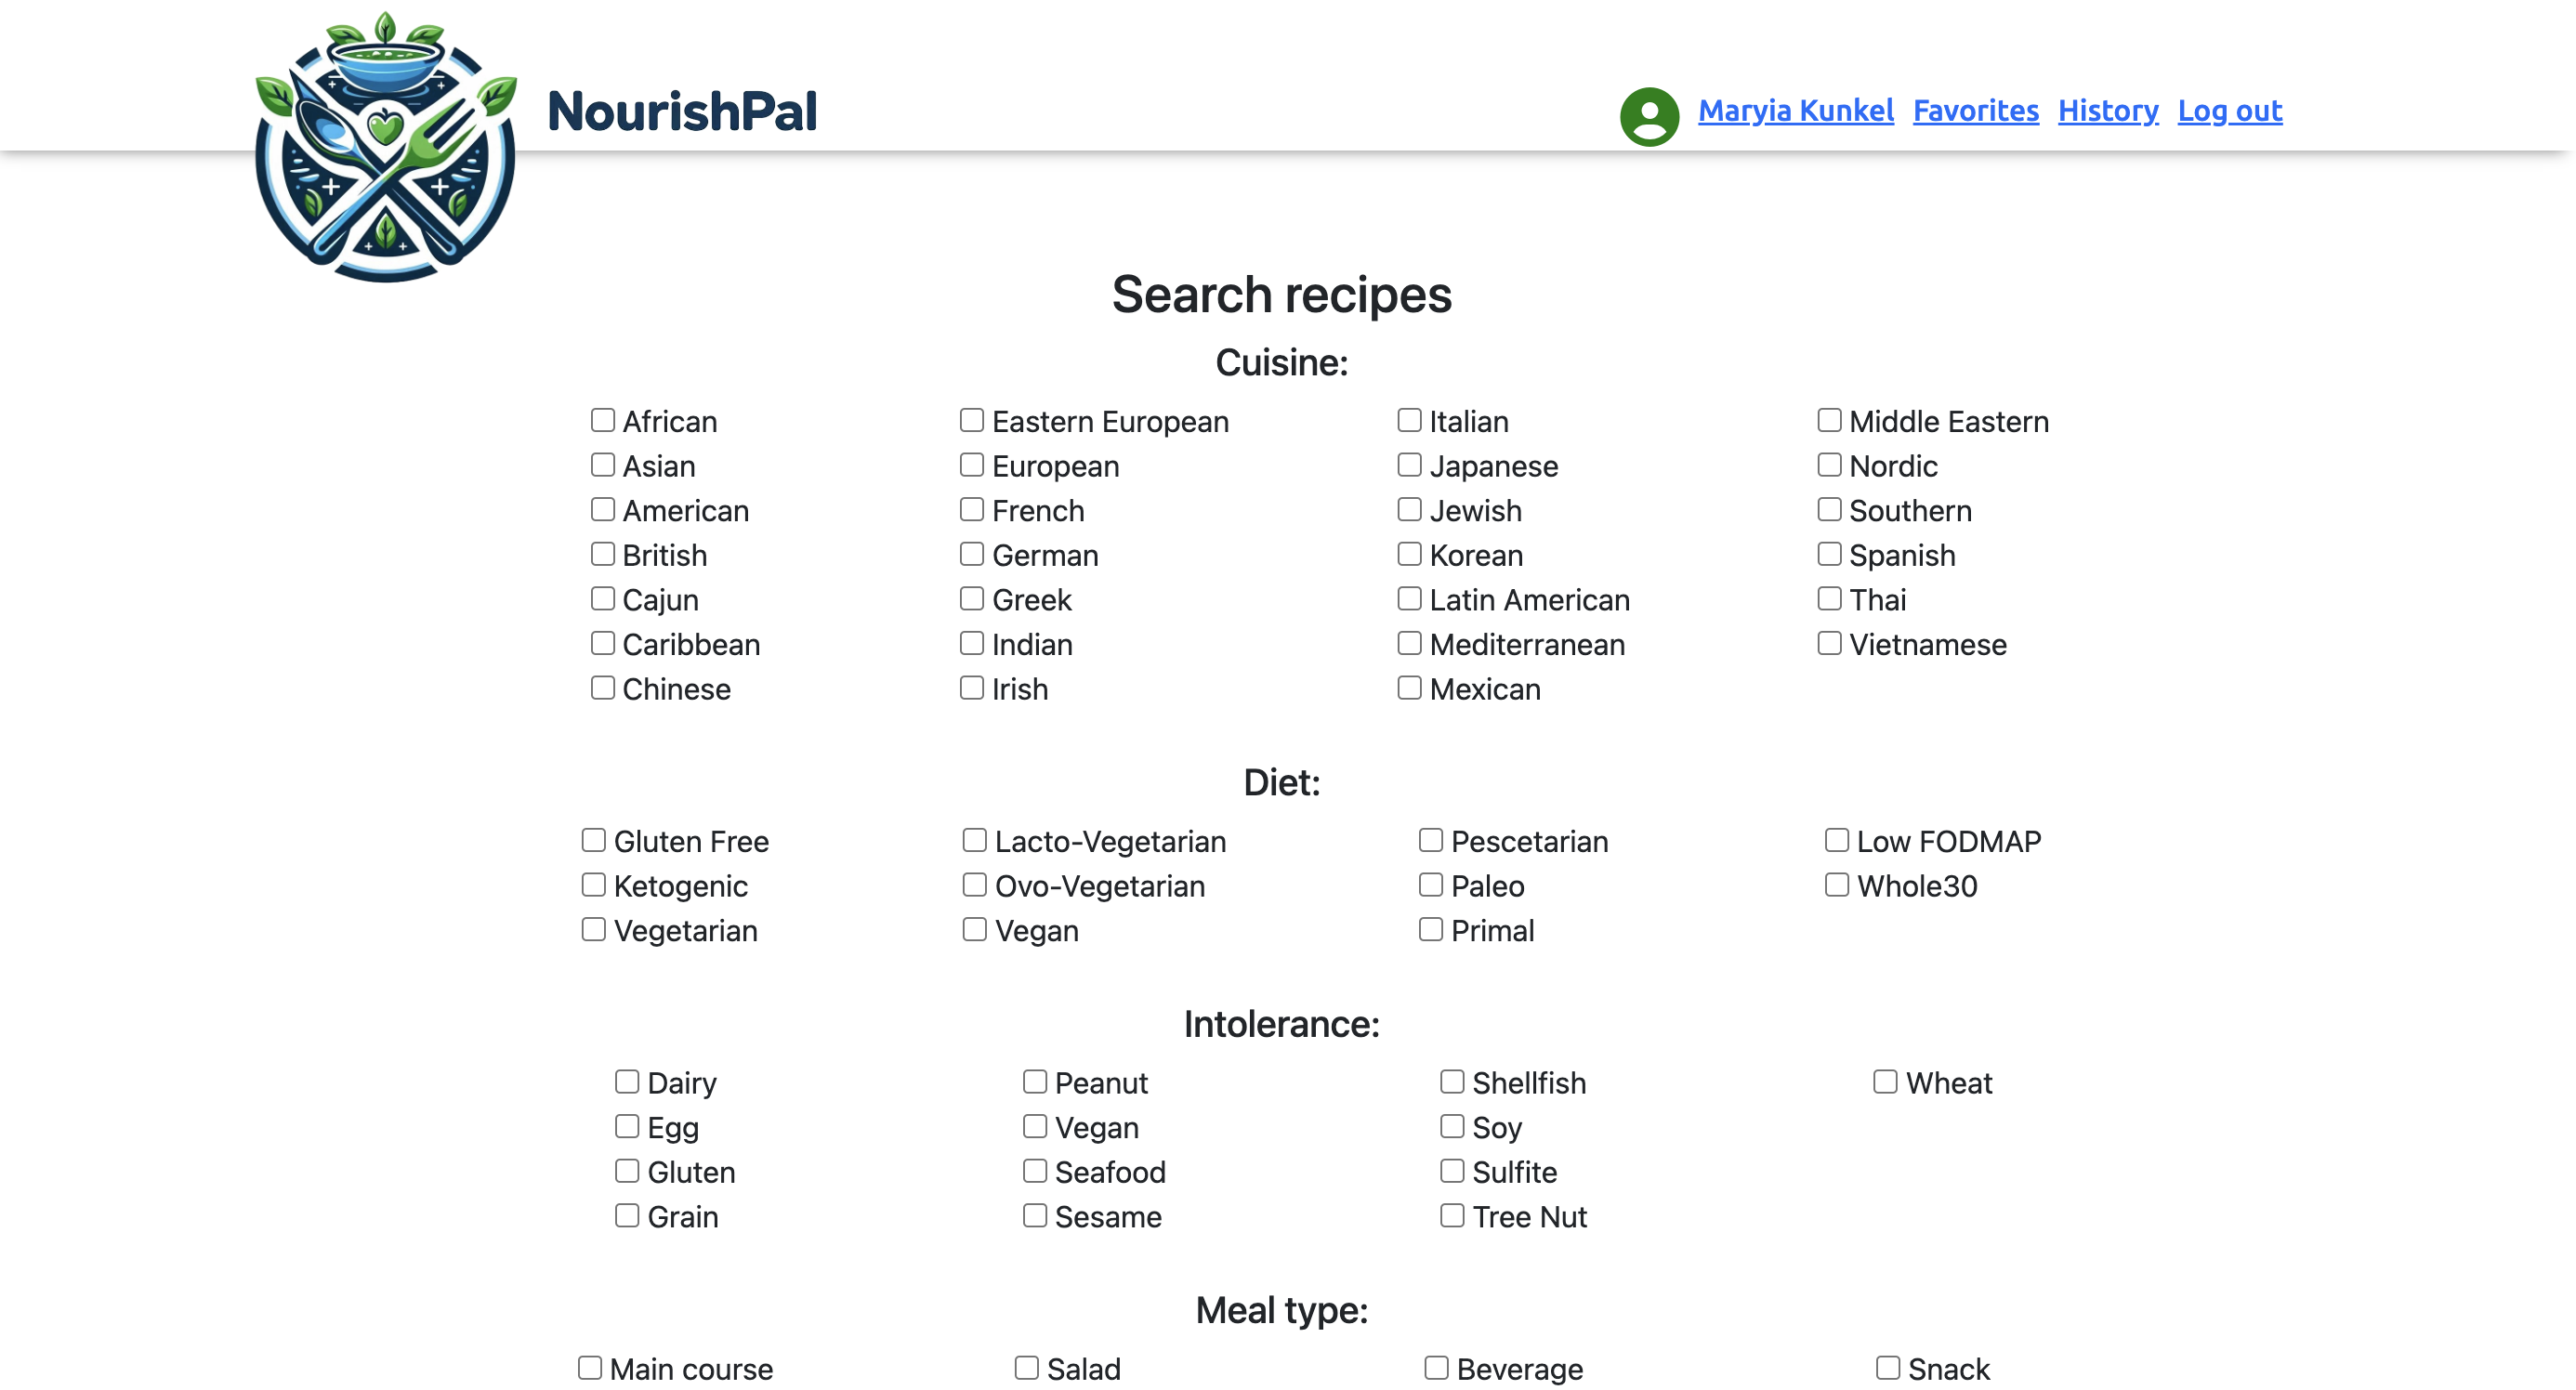 NourishPal
Maryia Kunkel Favorites History Log out
Search recipes
Cuisine:
African
Asian
American
British
Cajun
Caribbean
Chinese
Eastern European
European
French
German
Greek
Indian
Irish
Italian
Japanese
Jewish
Korean
Latin American
Mediterranean
Mexican
Middle Eastern
Nordic
Southern
Spanish
Thai
Vietnamese
Diet:
Gluten Free
Ketogenic
Vegetarian
Lacto-Vegetarian
Ovo-Vegetarian
Vegan
Pescetarian
Paleo
Primal
Low FODMAP
Whole30
Intolerance:
Dairy
Egg
Gluten
Grain
Peanut
Vegan
Seafood
Sesame
Shellfish
Soy
Sulfite
Tree Nut
Wheat
Meal type:
Main course
Salad
Beverage
Snack